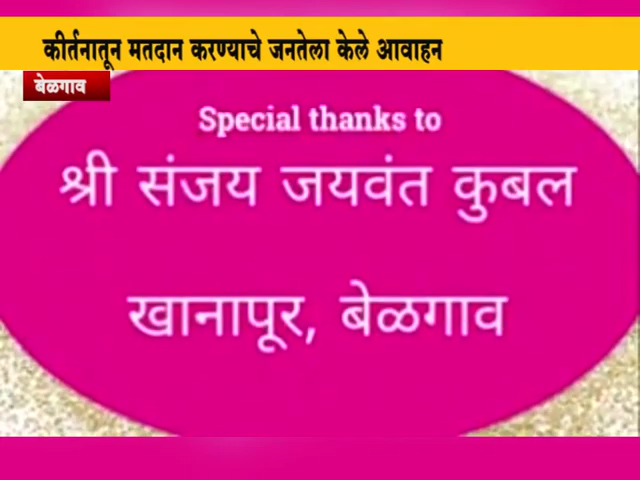 कीर्तनातून मतदान करण्याचे जनतेला केले आवाहन
बेळगाव
Special thanks to
श्री संजय जयवंत कुबल
खानापूर, बेळगाव